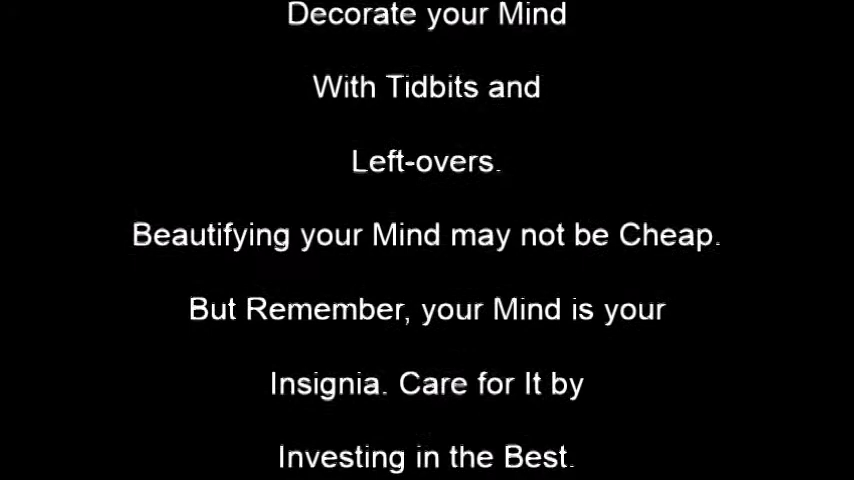 Decorate your Mind
With Tidbits and
Left-overs.
Beautifying your Mind may not be Cheap.
But Remember, your Mind is your
Insignia. Care for It by
Investing in the Best.